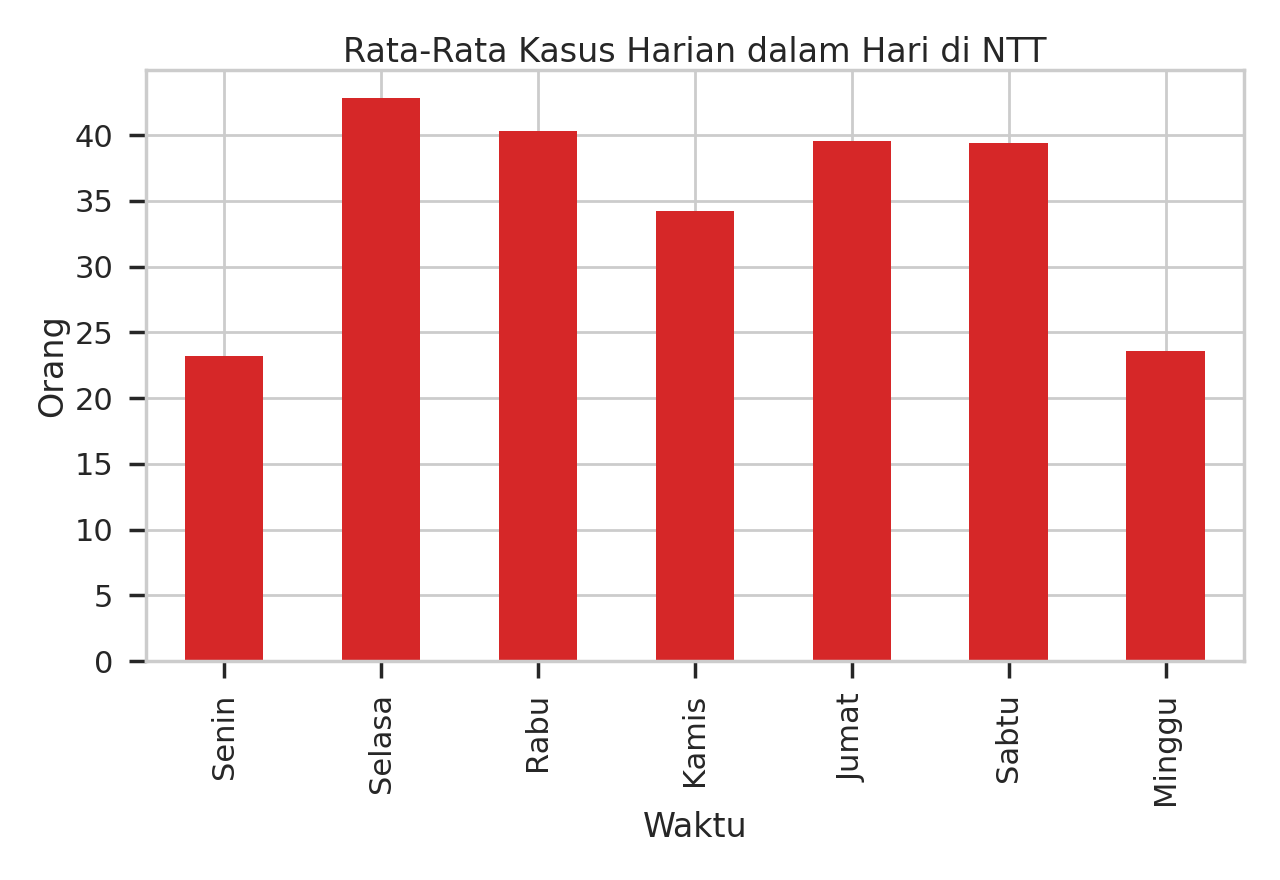 Rata-Rata Kasus Harian dalam Hari di NTT
Orang
40
35
30
25
20
15
10
5
0
Senin
Selasa
Rabu
Kamis
Jumat
Sabtu
Minggu
Waktu